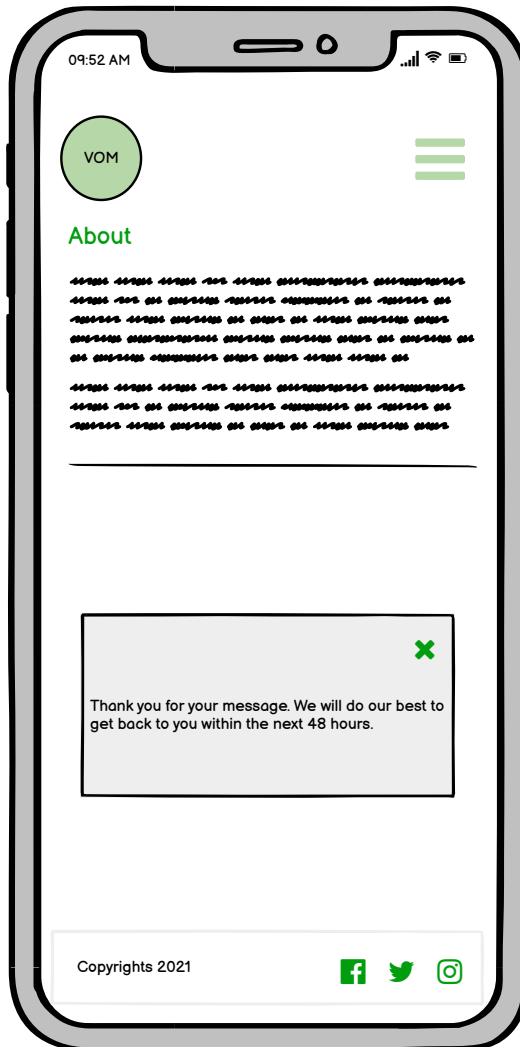 09:52 AM
VOM
About
Thank you for your message. We will do our best to
get back to you within the next 48 hours.
Copyrights 2021